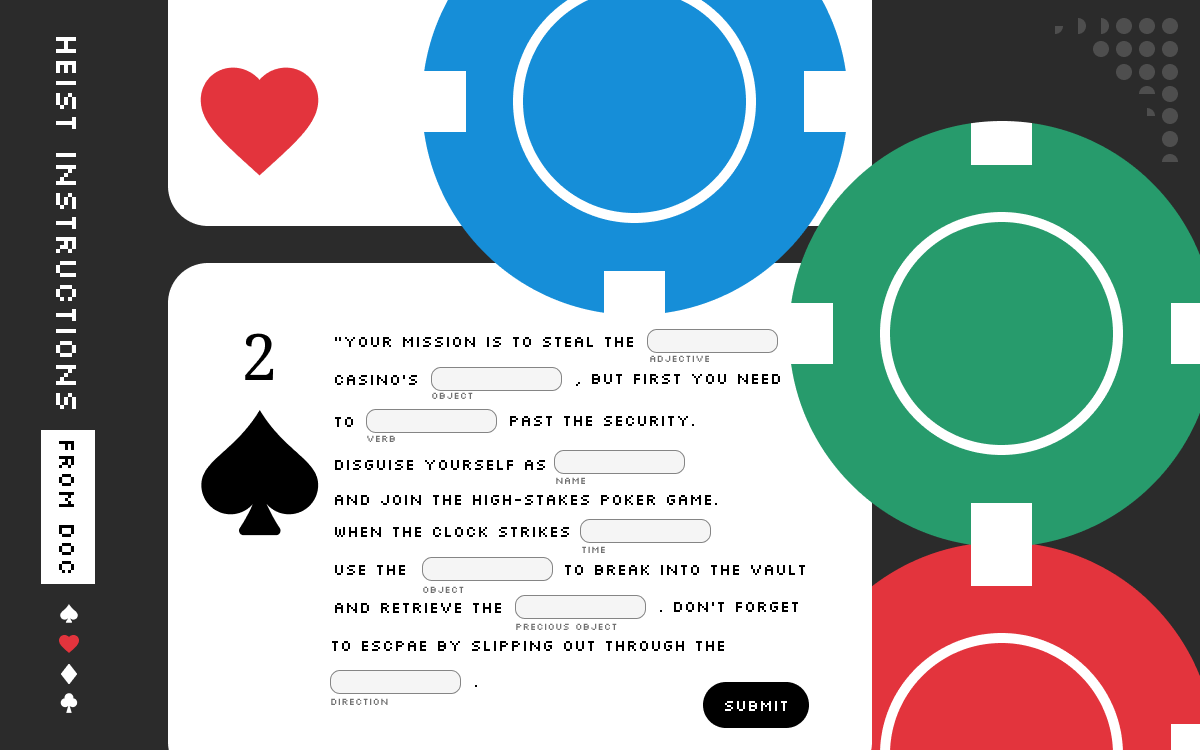 HEIST INSTRUCTIONS
FROM DOC
2
"YOUR MISSION IS TO STEAL THE
ADJECTIVE
CASINO'S , BUT FIRST YOU NEED
OBJECT
TO PAST THE SECURITY.
VERB
DISGUISE YOURSELF AS
NAME
AND JOIN THE HIGH-STAKES POKER GAME.
WHEN THE CLOCK STRIKES
TIME
USE THE TO BREAK INTO THE VAULT
OBJECT
AND RETRIEVE THE . DON'T FORGET
PRECIOUS OBJECT
TO ESCPAE BY SLIPPING OUT THROUGH THE
.
DIRECTION
SUBMIT